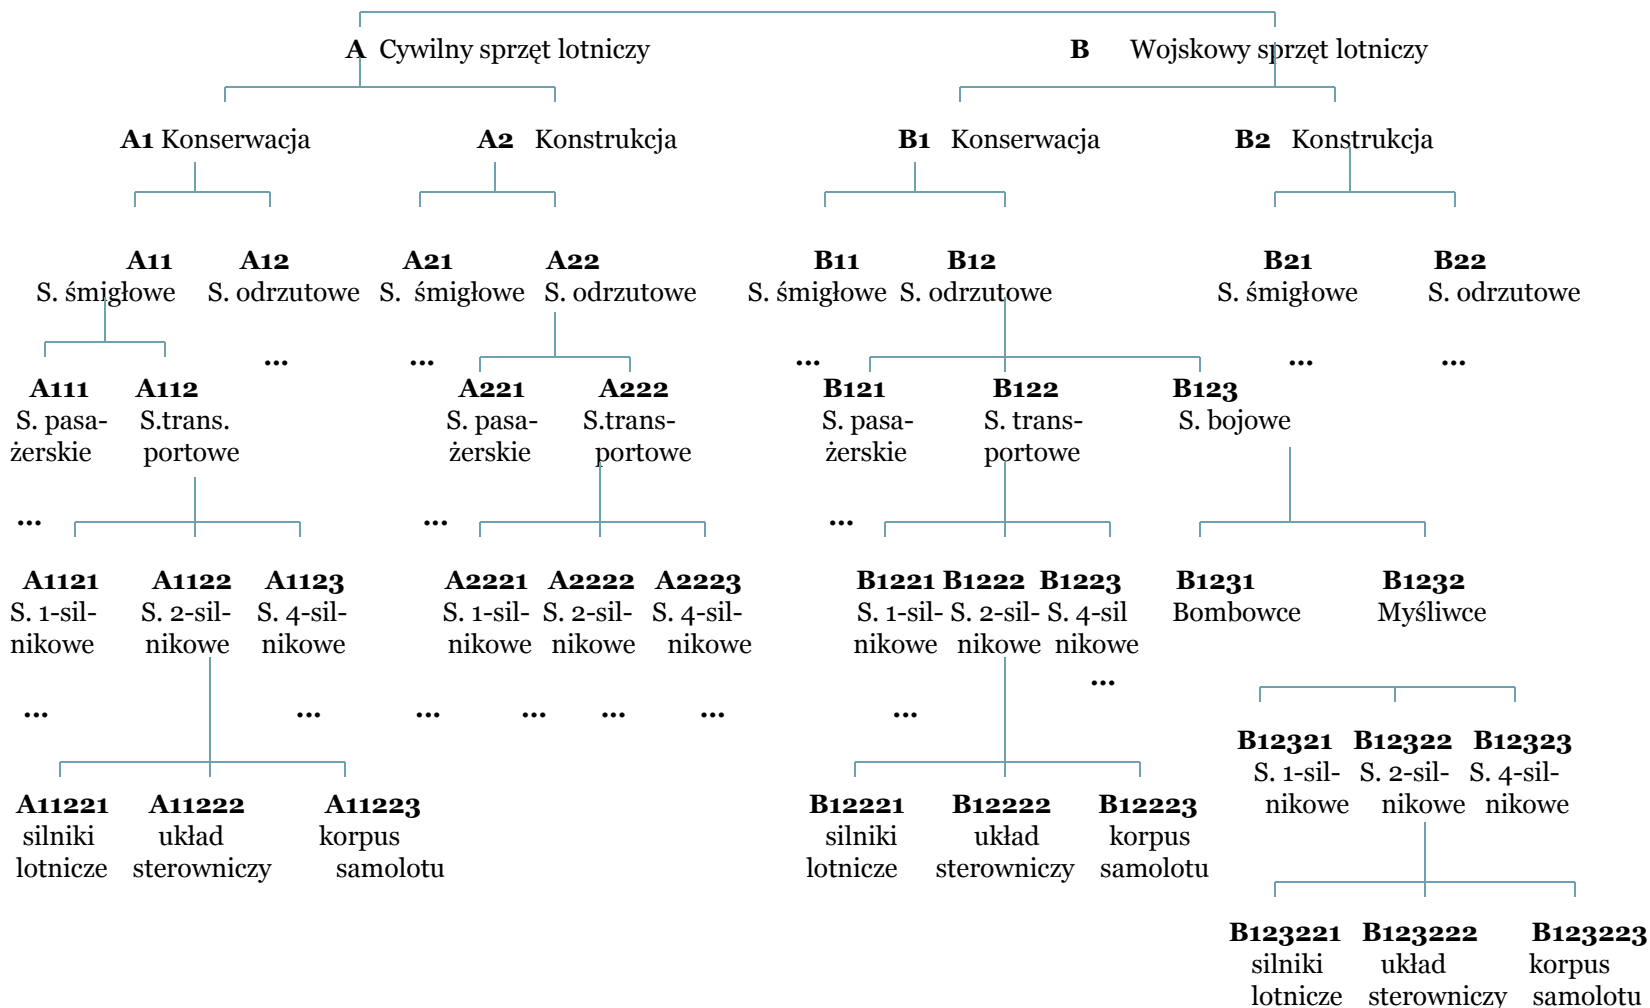 A Cywilny sprzęt lotniczy B Wojskowy sprzęt lotniczy
A1 Konserwacja A2 Konstrukcja B1 Konserwacja B2 Konstrukcja
A11 A12 A21 A22 B11 B12 B21 B22
S. śmigłowe S. odrzutowe S. śmigłowe S. odrzutowe S. śmigłowe S. odrzutowe S. śmigłowe S. odrzutowe
... ... ... ... ...
A111 A112 A221 A222 B121 B122 B123
S. pasa- S.trans. S. pasa- S.trans- S. pasa- S. trans- S. bojowe
żerskie portowe żerskie portowe żerskie portowe
... ... ...
A1121 A1122 A1123 A2221 A2222 A2223 B1221 B1222 B1223 B1231 B1232
S. 1-sil- S. 2-sil- S. 4-sil- S. 1-sil- S. 2-sil- S. 4-sil- S. 1-sil- S. 2-sil- S. 4-sil Bombowce Myśliwce
nikowe nikowe nikowe nikowe nikowe nikowe nikowe nikowe nikowe
...
... ... ... ... ... ... ...
B12321 B12322 B12323
S. 1-sil- S. 2-sil- S. 4-sil-
nikowe nikowe nikowe
A11221 A11222 A11223 B12221 B12222 B12223
silniki układ korpus silniki układ korpus
lotnicze sterowniczy samolotu lotnicze sterowniczy samolotu
B123221 B123222 B123223
silniki układ korpus
lotnicze sterowniczy samolotu